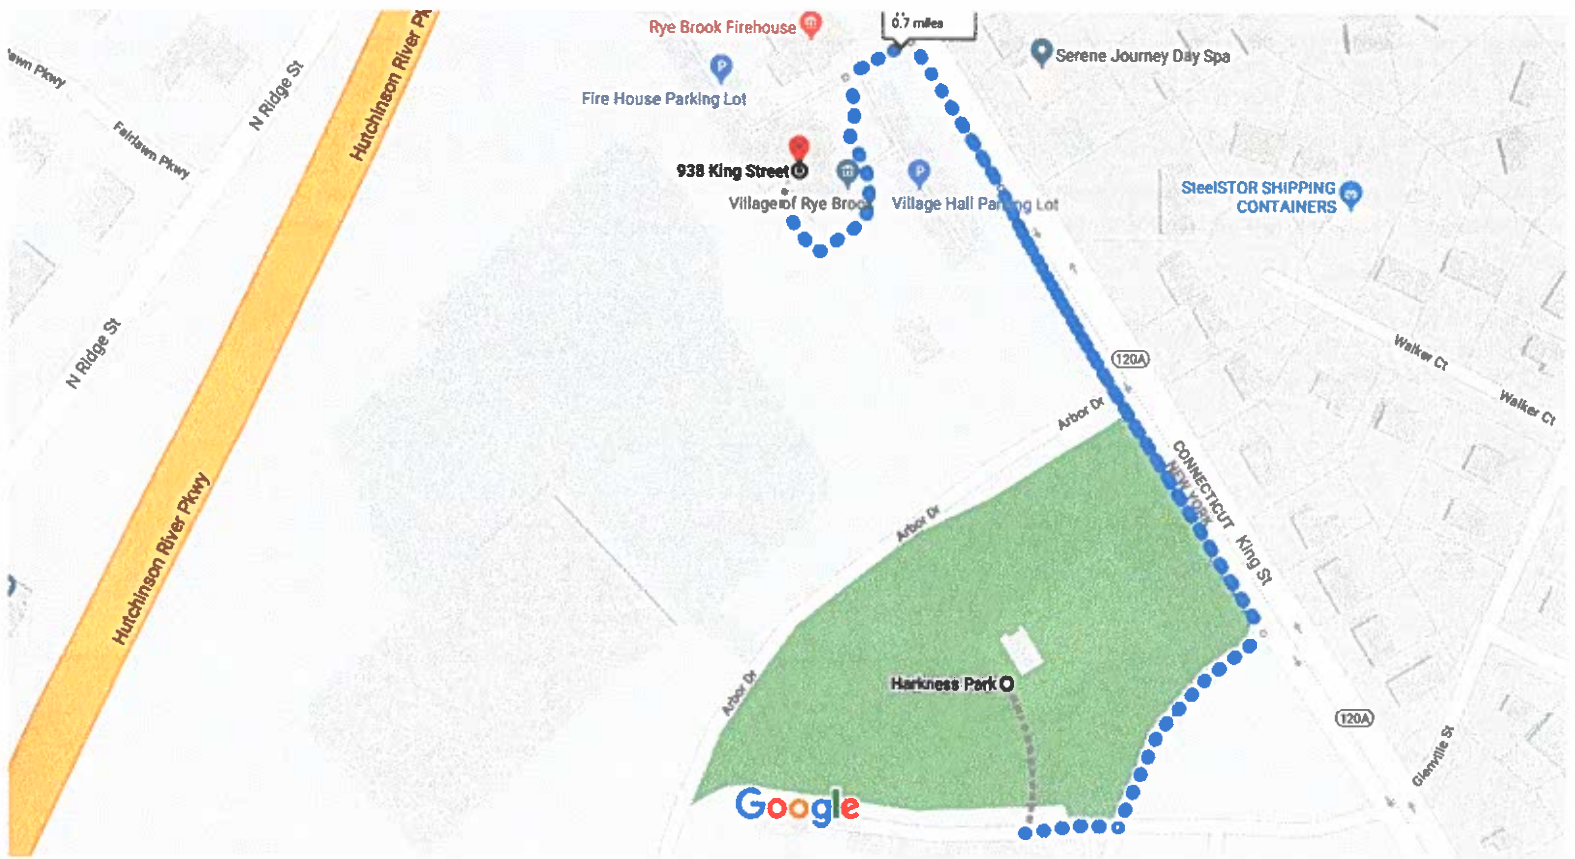 Rye Brook Firehouse
0.7 miles
Serene Journey Day Spa
Fire House Parking Lot
Hutchinson River
N Ridge St
Fairlawn Pkwy
Pkwy
938 King Street
Village of Rye Brook
Village Hall Parking Lot
SteelSTOR SHIPPING
CONTAINERS
N Ridge St
120A
Walker Ct
Walker Ct
Arbor Dr
CONNECTICUT
NEW YORK
King St
Arbor Dr
Hutchinson River Pkwy
Arbor Dr
Harkness Park
120A
Glenville St
Google